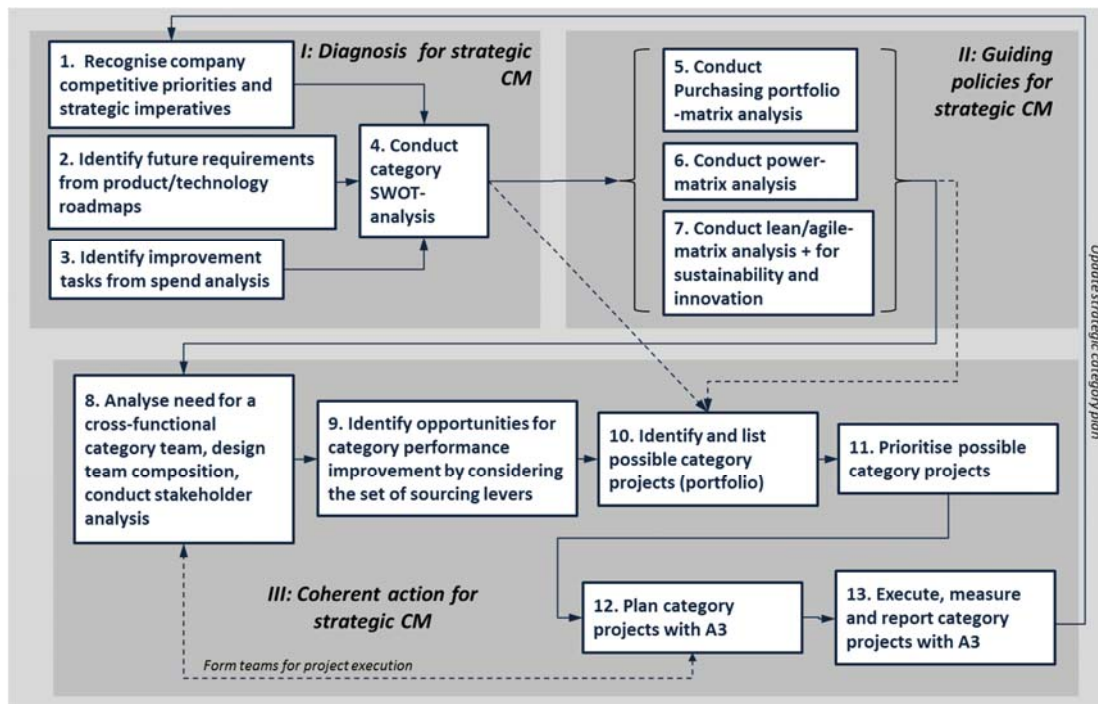 I: Diagnosis for strategic
CM
1. Recognise company
competitive priorities and
strategic imperatives
2. Identify future requirements
from product/technology
roadmaps
3. Identify improvement
tasks from spend analysis
4. Conduct
category
SWOT-
analysis
II: Guiding
policies for
strategic CM
5. Conduct
Purchasing portfolio
-matrix analysis
6. Conduct power-
matrix analysis
7. Conduct lean/agile-
matrix analysis + for
sustainability and
innovation
Update strategic category plan
8. Analyse need for a
cross-functional
category team, design
team composition,
conduct stakeholder
analysis
9. Identify opportunities for
category performance
improvement by considering
the set of sourcing levers
10. Identify and list
possible category
projects (portfolio)
11. Prioritise possible
category projects
III: Coherent action for
strategic CM
12. Plan category
projects with A3
13. Execute, measure
and report category
projects with A3
Form teams for project execution